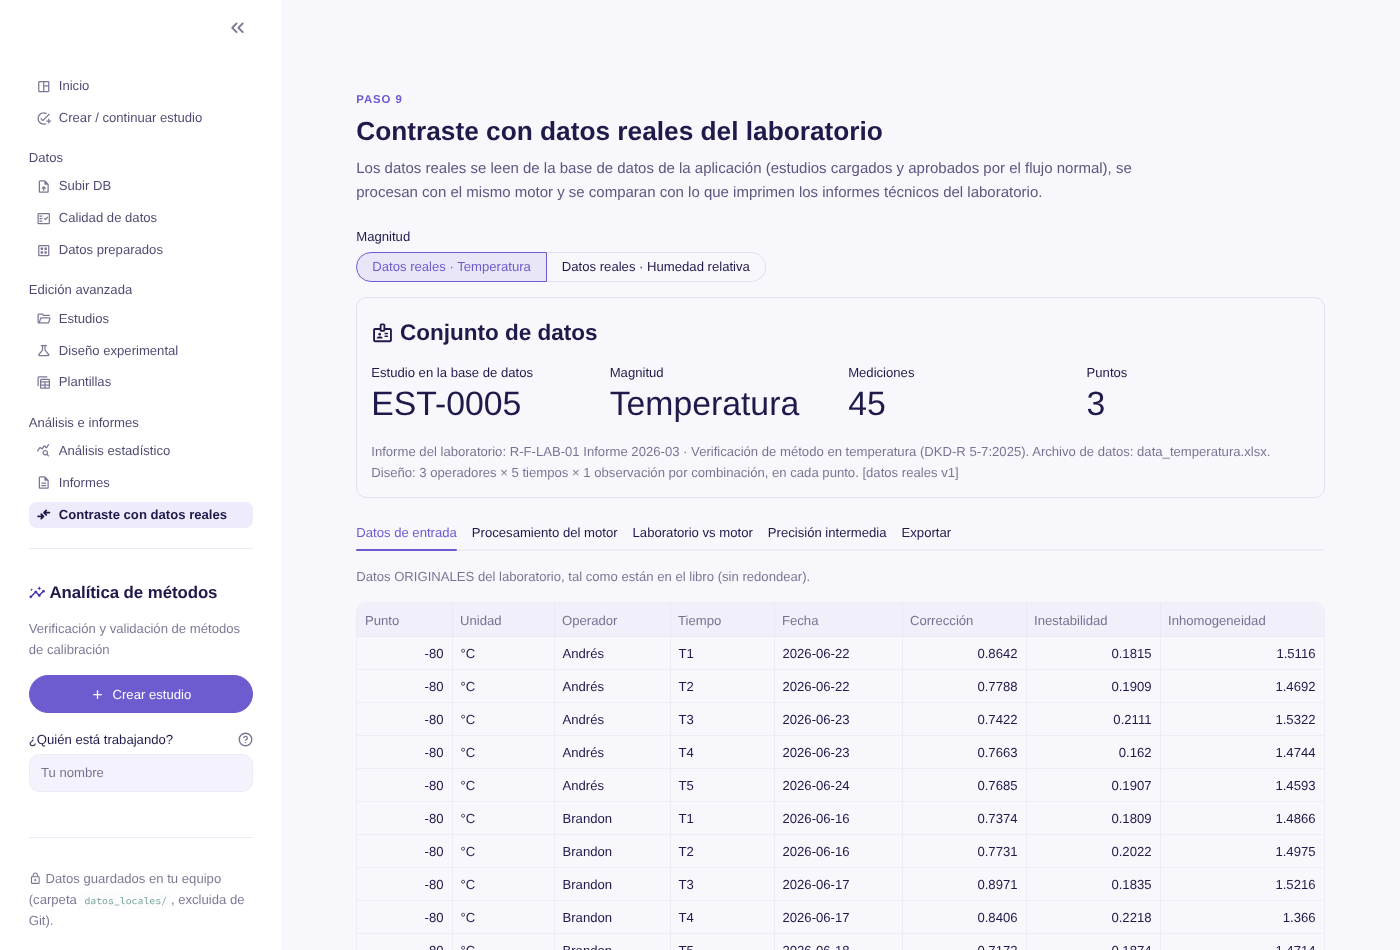 Inicio
Crear / continuar estudio
Datos
Subir DB
Calidad de datos
Datos preparados
Edición avanzada
Estudios
Diseño experimental
Plantillas
Análisis e informes
Análisis estadístico
Informes
Contraste con datos reales
Analítica de métodos
Verificación y validación de métodos
de calibración
Crear estudio
¿Quién está trabajando?
Tu nombre
Datos guardados en tu equipo
(carpeta datos_locales/ , excluida de
Git).
PASO 9
Contraste con datos reales del laboratorio
Los datos reales se leen de la base de datos de la aplicación (estudios cargados y aprobados por el flujo normal), se
procesan con el mismo motor y se comparan con lo que imprimen los informes técnicos del laboratorio.
Magnitud
Datos reales · Temperatura Datos reales · Humedad relativa
Conjunto de datos
Estudio en la base de datos Magnitud Mediciones Puntos
EST-0005 Temperatura 45 3
Informe del laboratorio: R-F-LAB-01 Informe 2026-03 · Verificación de método en temperatura (DKD-R 5-7:2025). Archivo de datos: data_temperatura.xlsx.
Diseño: 3 operadores × 5 tiempos × 1 observación por combinación, en cada punto. [datos reales v1]
Datos de entrada Procesamiento del motor Laboratorio vs motor Precisión intermedia Exportar
Datos ORIGINALES del laboratorio, tal como están en el libro (sin redondear).
Punto Unidad Operador Tiempo Fecha Corrección Inestabilidad Inhomogeneidad
-80 °C Andrés T1 2026-06-22 0.8642 0.1815 1.5116
-80 °C Andrés T2 2026-06-22 0.7788 0.1909 1.4692
-80 °C Andrés T3 2026-06-23 0.7422 0.2111 1.5322
-80 °C Andrés T4 2026-06-23 0.7663 0.162 1.4744
-80 °C Andrés T5 2026-06-24 0.7685 0.1907 1.4593
-80 °C Brandon T1 2026-06-16 0.7374 0.1809 1.4866
-80 °C Brandon T2 2026-06-16 0.7731 0.2022 1.4975
-80 °C Brandon T3 2026-06-17 0.8971 0.1835 1.5216
-80 °C Brandon T4 2026-06-17 0.8406 0.2218 1.366
-80 °C Brandon T5 2026-06-18